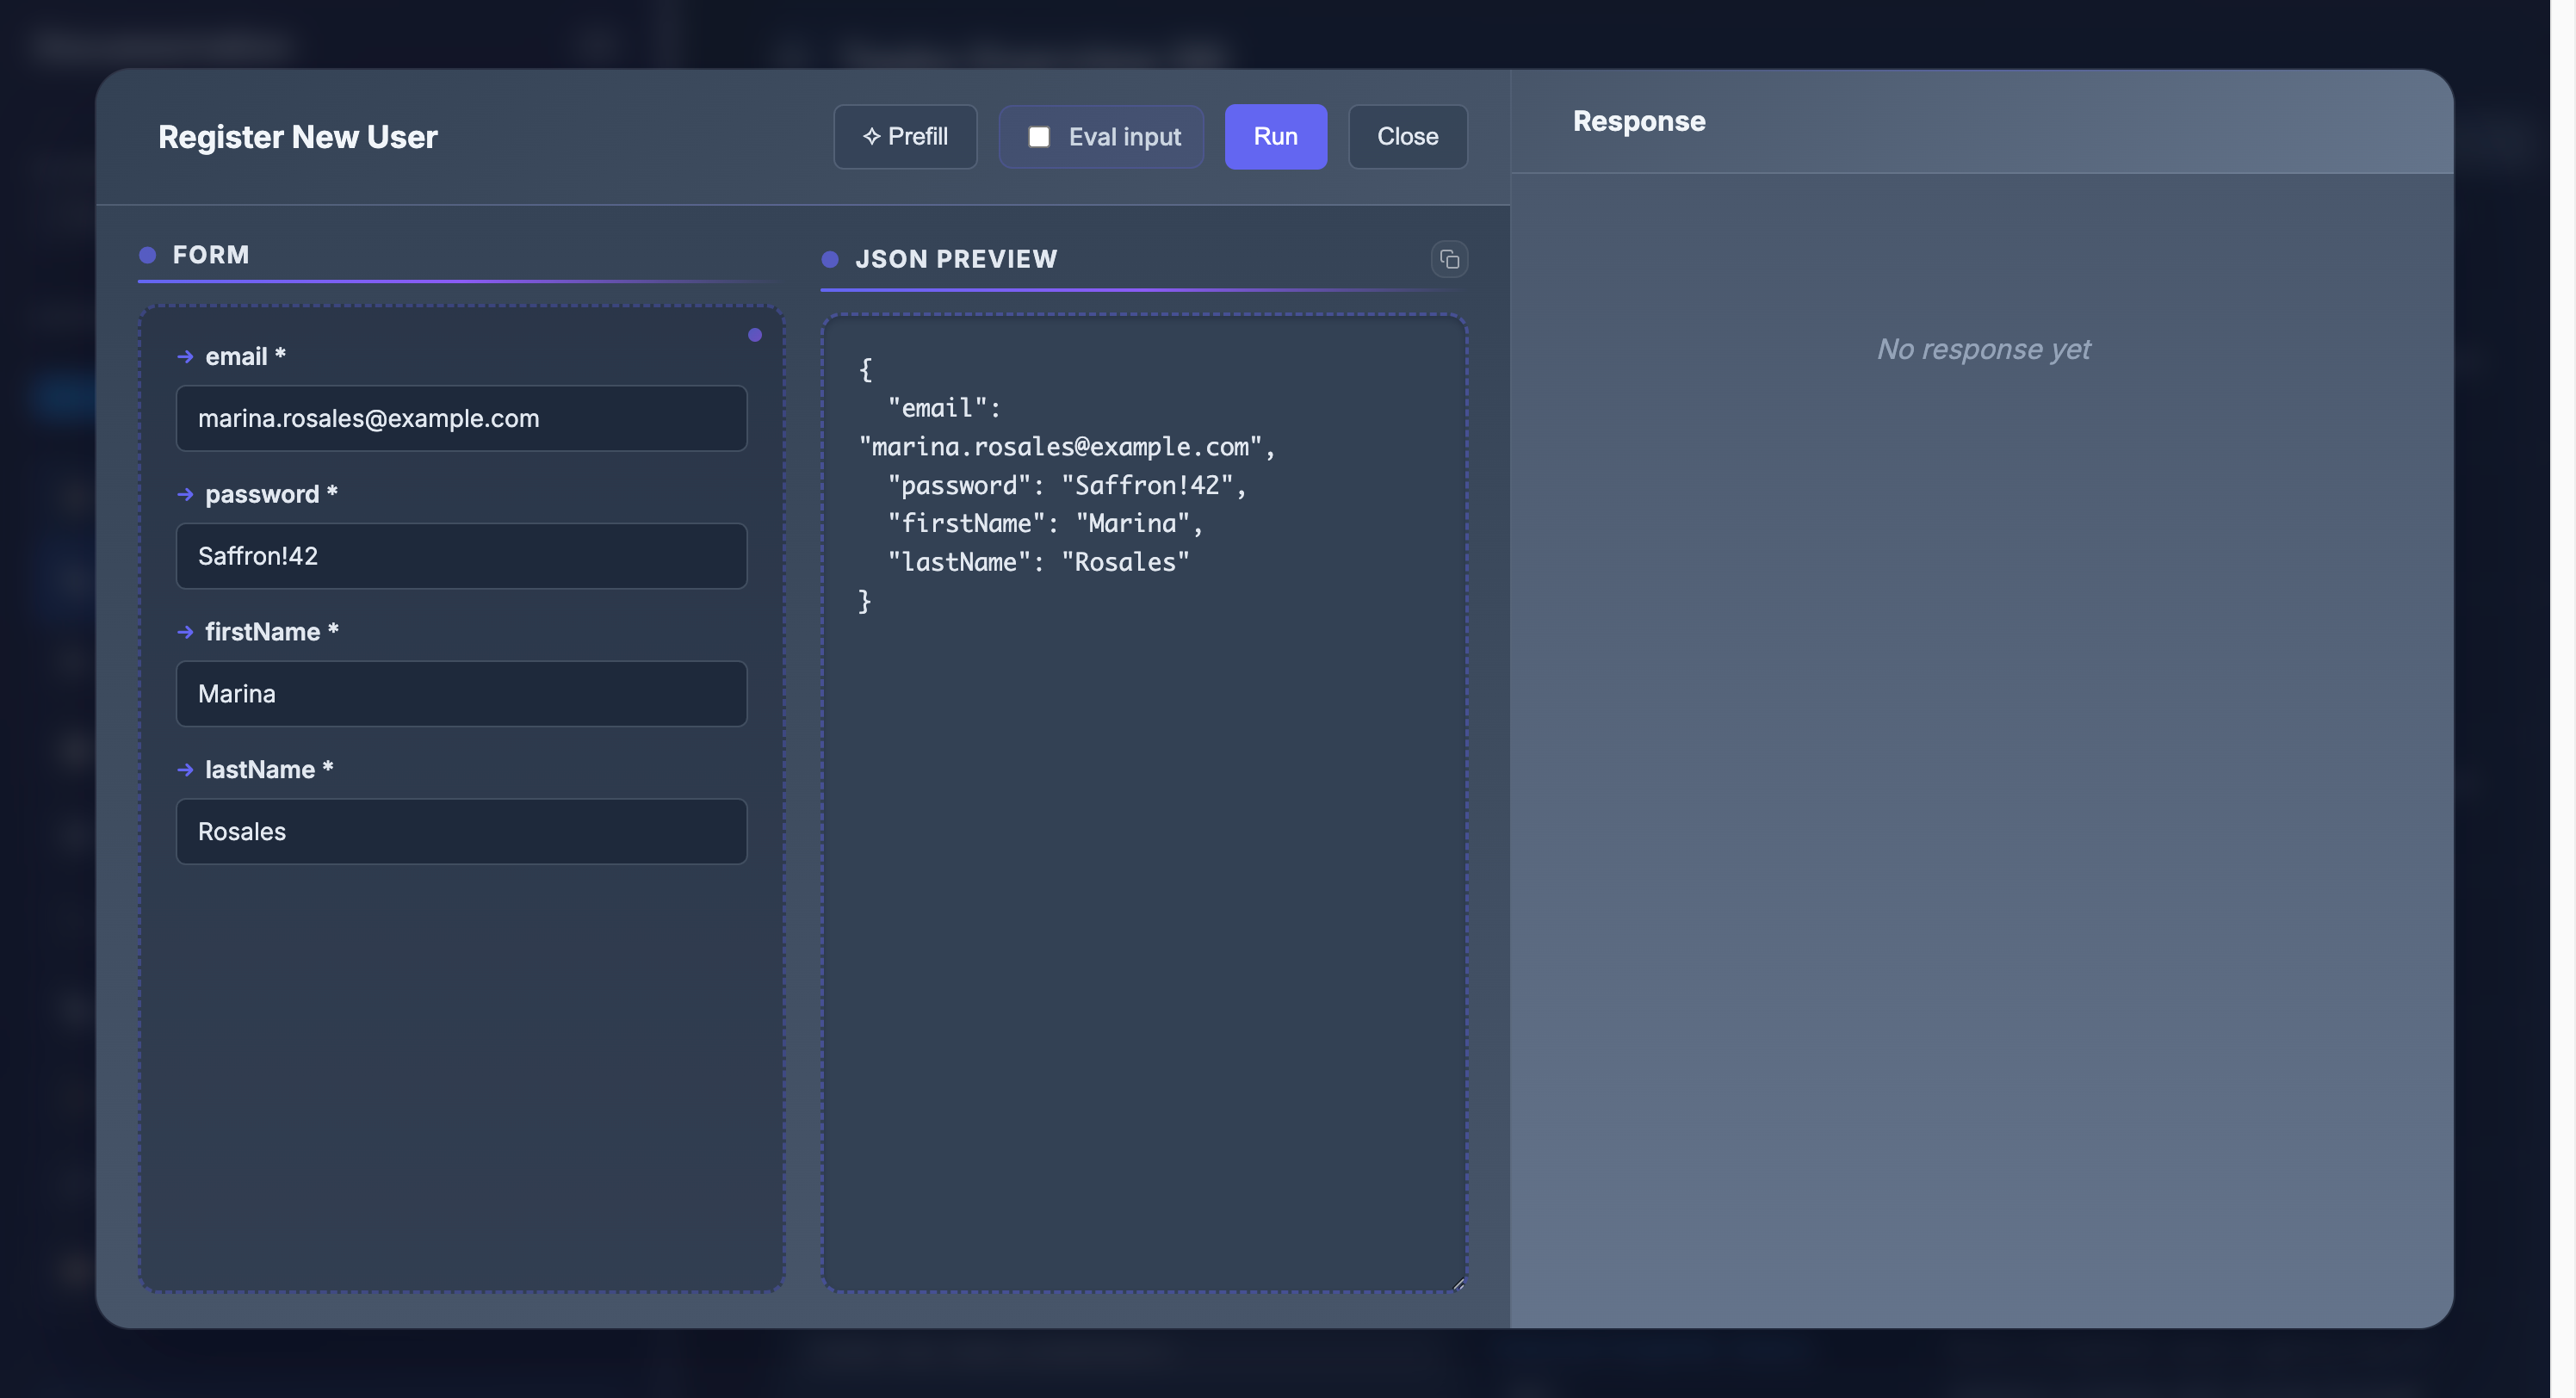 Register New User
✧ Prefill
Eval input
Run
Close
Response
FORM
JSON PREVIEW
→ email *
marina.rosales@example.com
→ password *
Saffron!42
→ firstName *
Marina
→ lastName *
Rosales
{
"email":
"marina.rosales@example.com",
"password": "Saffron!42",
"firstName": "Marina",
"lastName": "Rosales"
}
No response yet